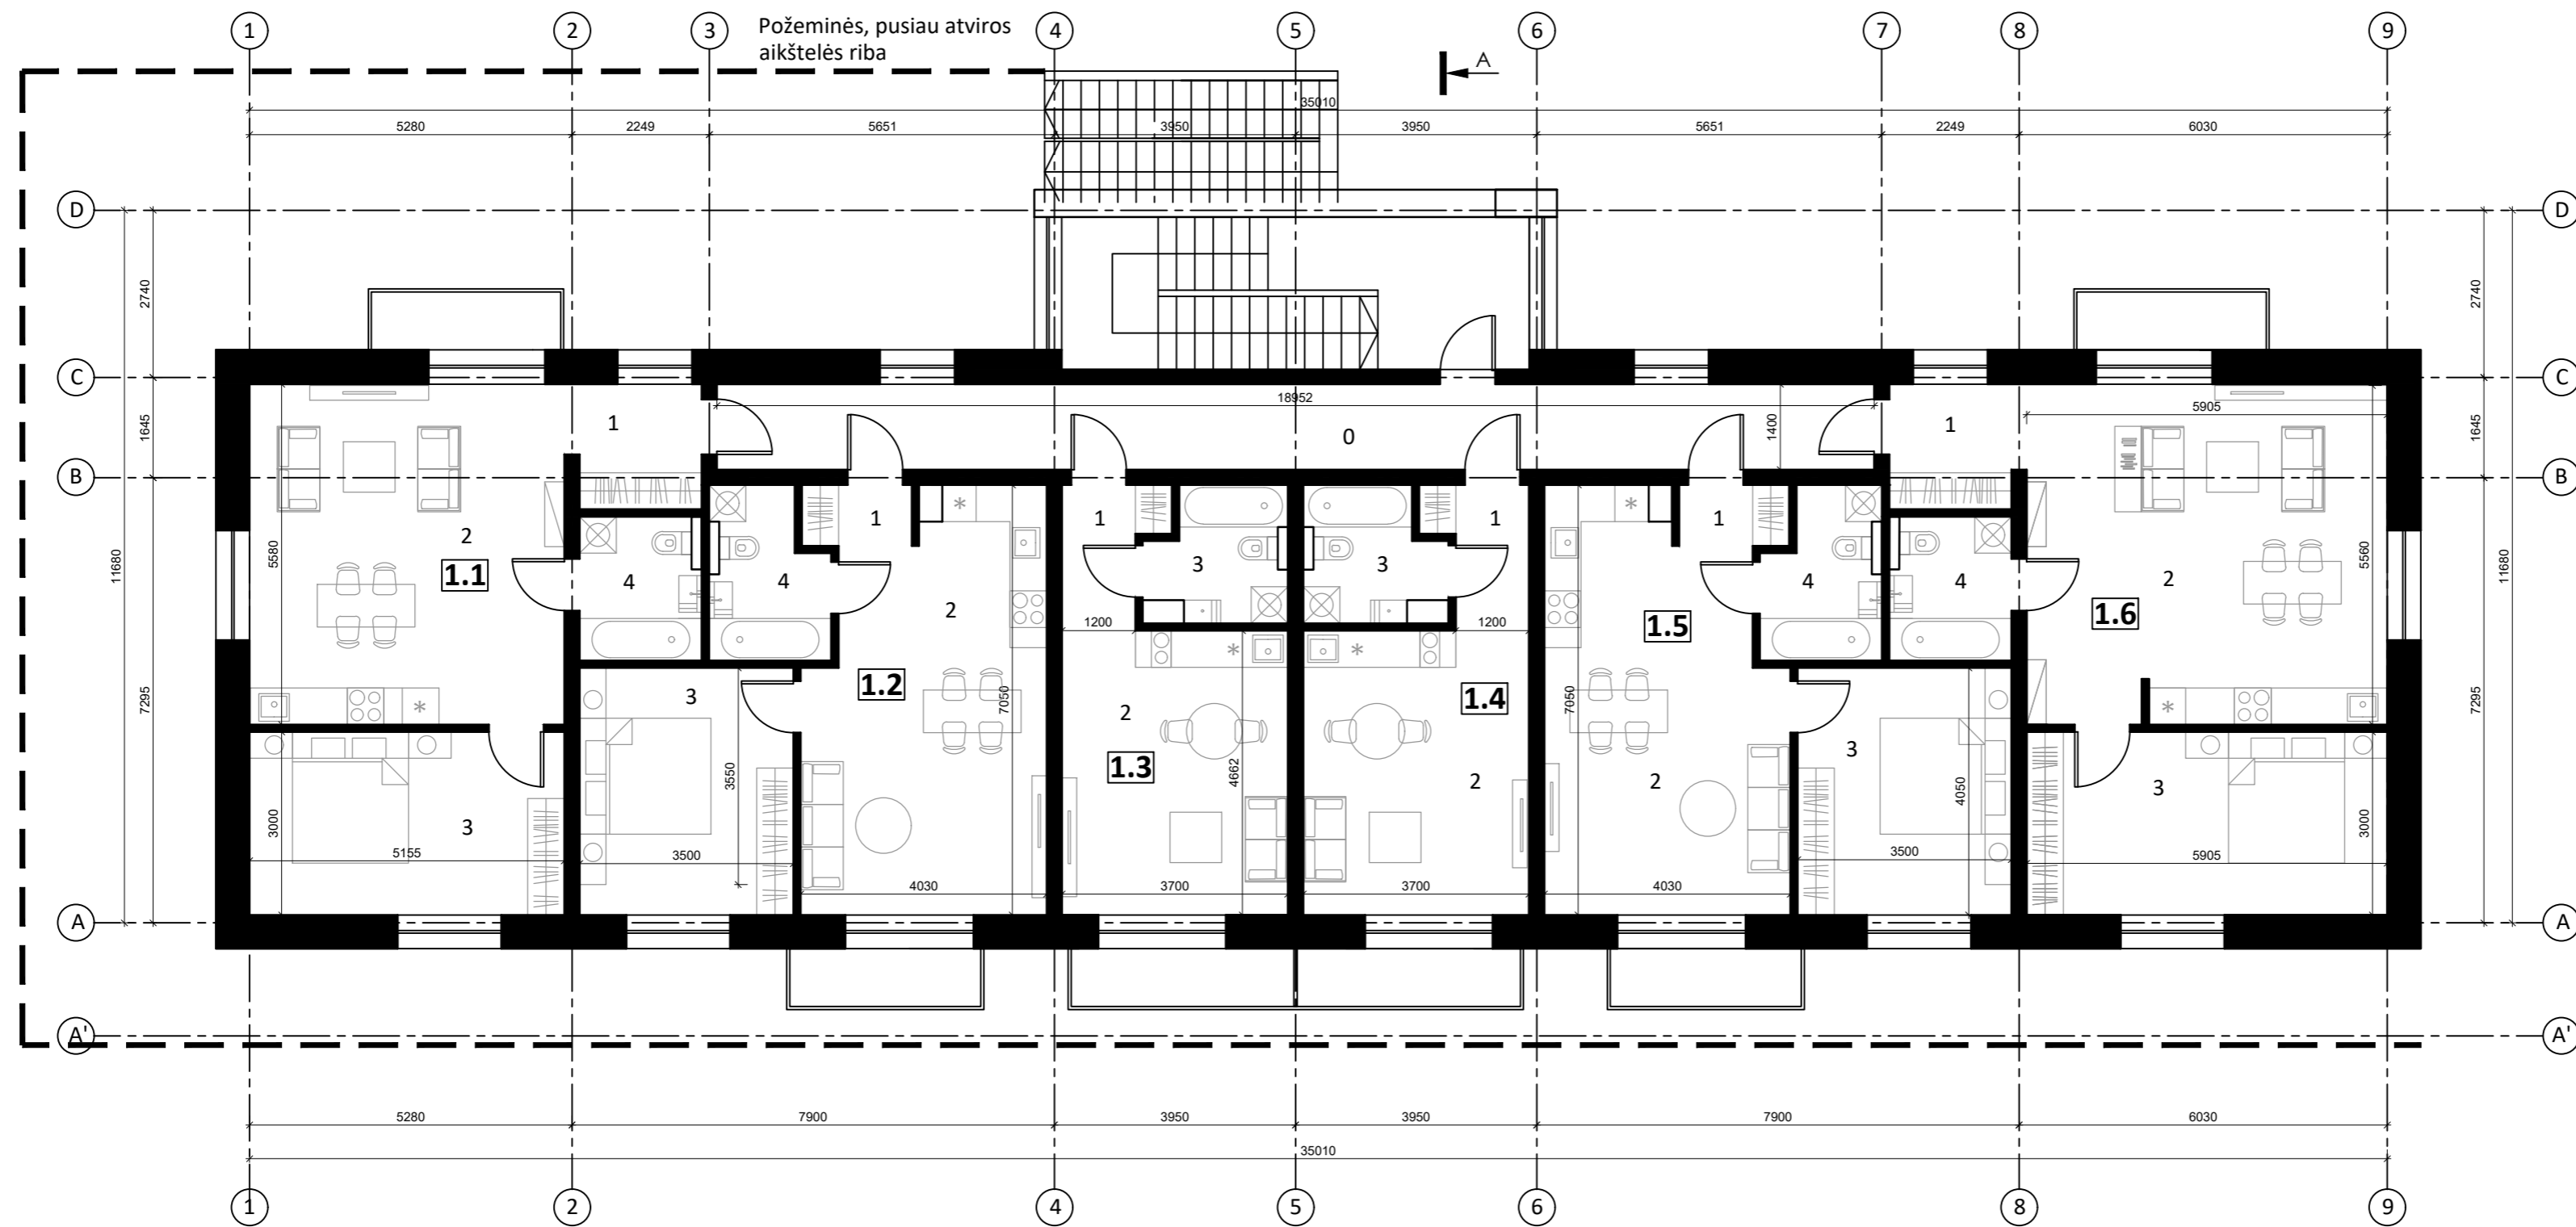 1 2 3 4 5 6 7 8 9
Požeminės, pusiau atviros
aikštelės riba
A
35010
5280 2249 5651 3950 3950 5651 2249 6030
D D
2740 2740
C C
18952
5905
1645 1400 1645
1 0 1
B B
2 1 1 1 1 2
11680 5580 5560 11680
1.1 4 4 3 3 4 4
2 1.5 1.6
1200 1200
7295 3 1.2 7050 1.4 7050 7295
2 1.3 4662 3 4050
3550 2 2 3
3000 3 3000
5155 3500 3500 5905
4030 3700 3700 4030
A A
A' A'
5280 7900 3950 3950 7900 6030
35010
1 2 4 5 6 8 9